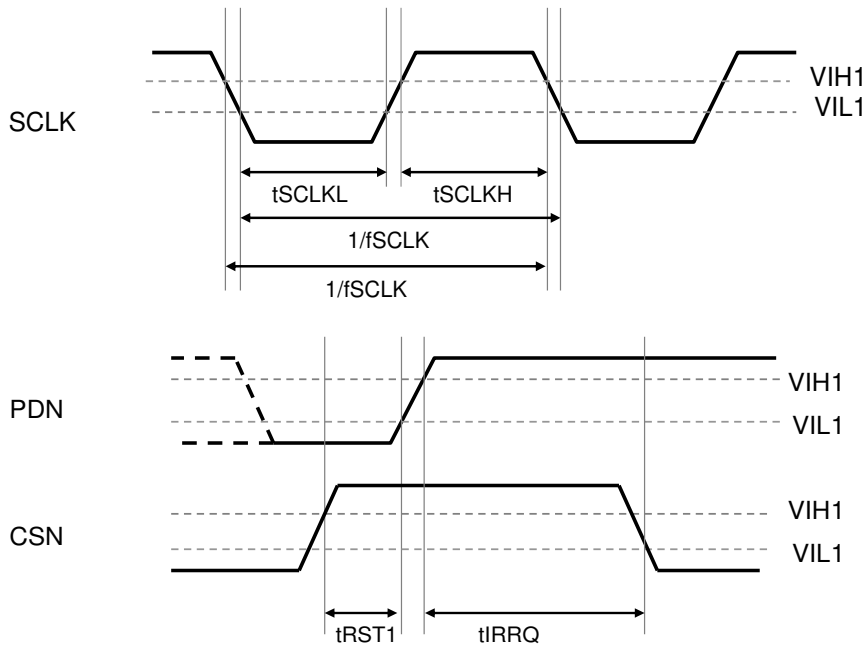 VIH1
VIL1
SCLK
tSCLKL
tSCLKH
1/fSCLK
1/fSCLK
VIH1
PDN
VIL1
VIH1
CSN
VIL1
tRST1
tIRRQ